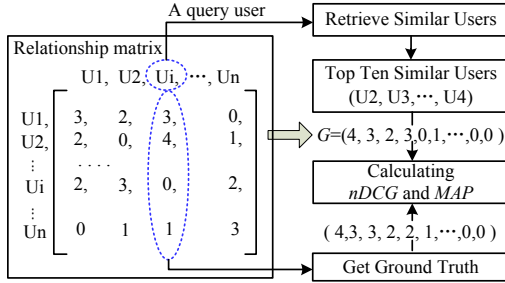 A query user
Retrieve Similar Users
Relationship matrix
U1, U2, Ui, ⋯, Un
U1, 3, 2, 3, 0,
U2, 2, 0, 4, 1,
⋮ ....
Ui 2, 3, 0, 2,
⋮
Un 0 1 1 3
Top Ten Similar Users
(U2, U3,⋯, U4)
G=(4, 3, 2, 3,0,1,⋯,0,0 )
Calculating
nDCG and MAP
( 4,3, 3, 2, 2, 1,⋯,0,0 )
Get Ground Truth